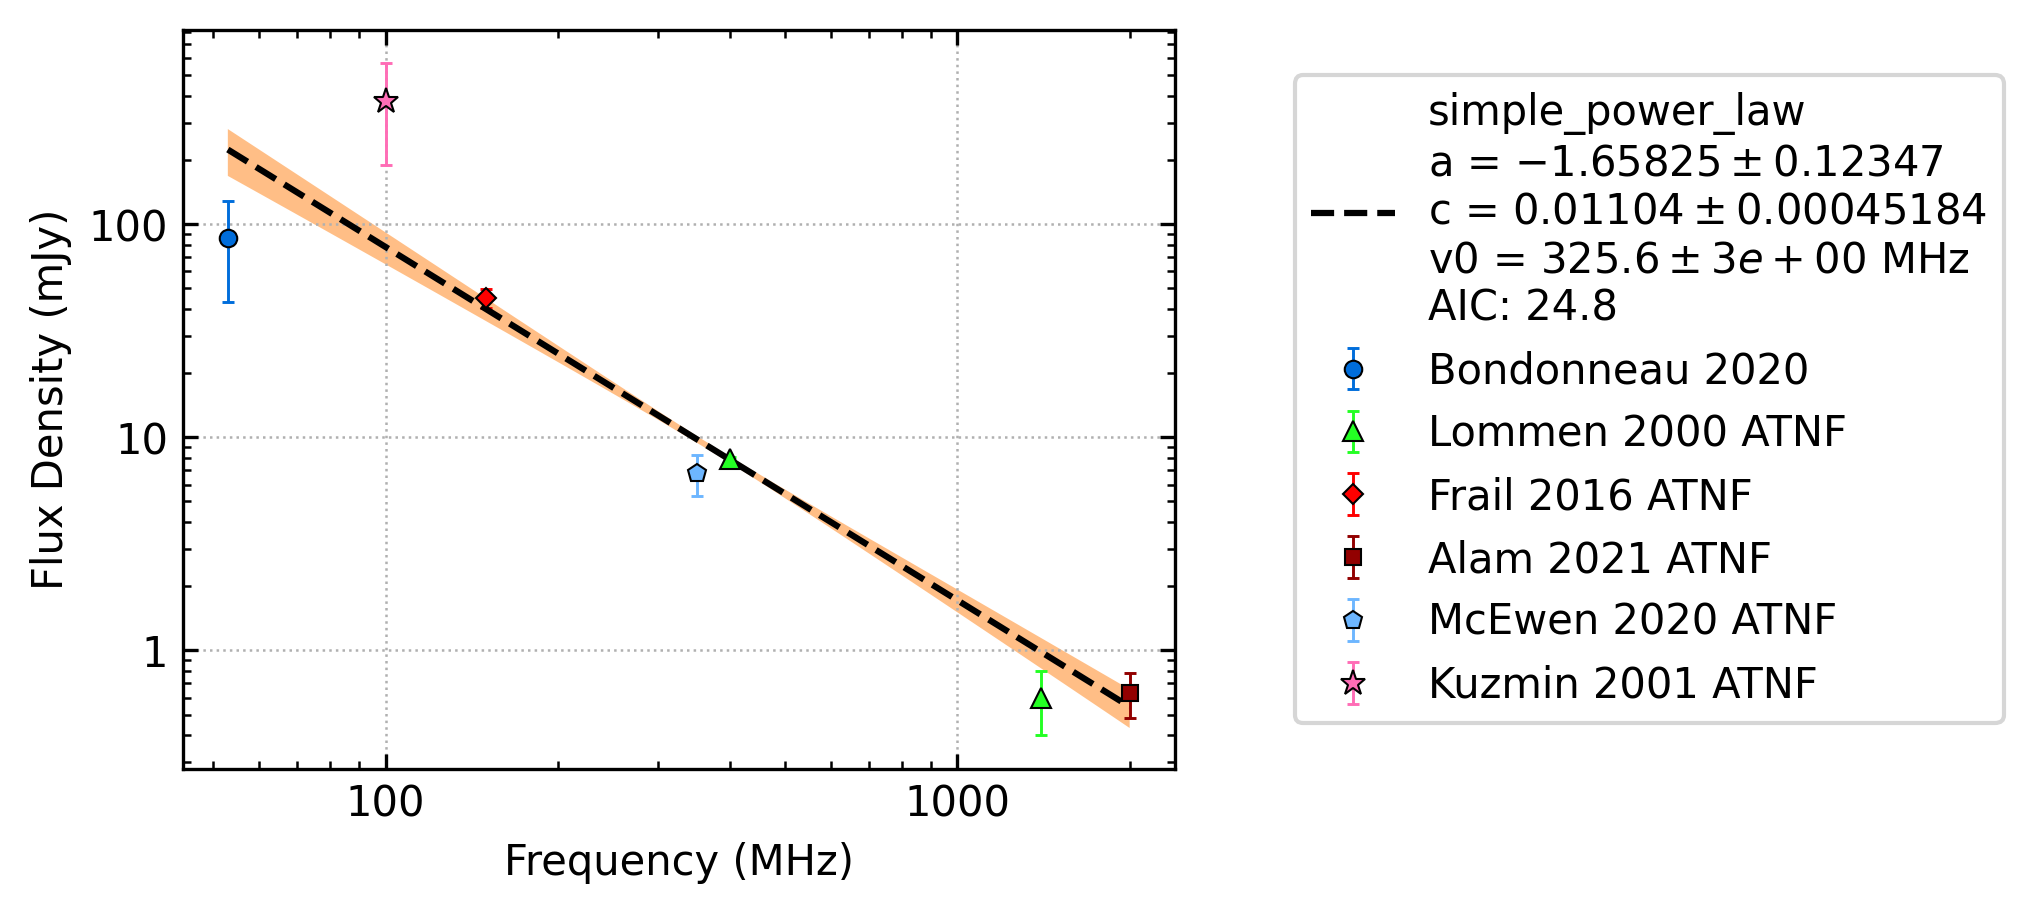 Flux Density (mJy)
100
10
1
100
1000
Frequency (MHz)
simple_power_law
a = −1.65825 ± 0.12347
c = 0.01104 ± 0.00045184
v0 = 325.6 ± 3e + 00 MHz
AIC: 24.8
Bondonneau 2020
Lommen 2000 ATNF
Frail 2016 ATNF
Alam 2021 ATNF
McEwen 2020 ATNF
Kuzmin 2001 ATNF